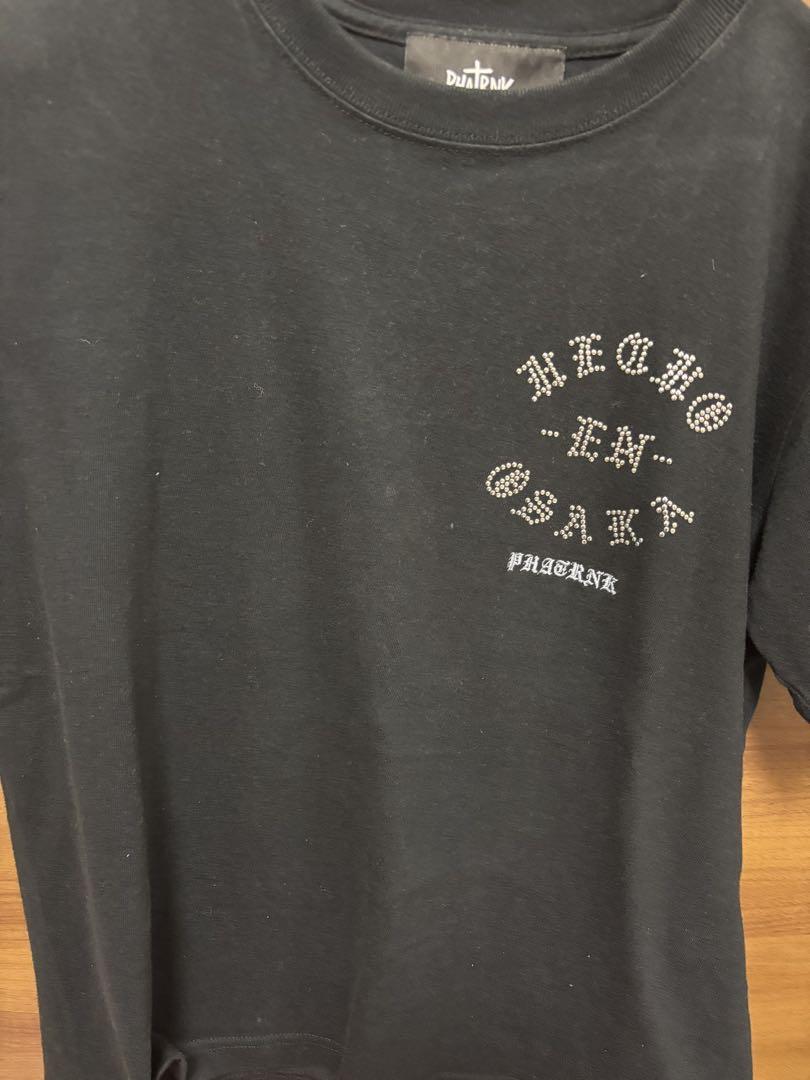 PHATRNK
HECHO
-EN-
OSAKA
PHATRNK